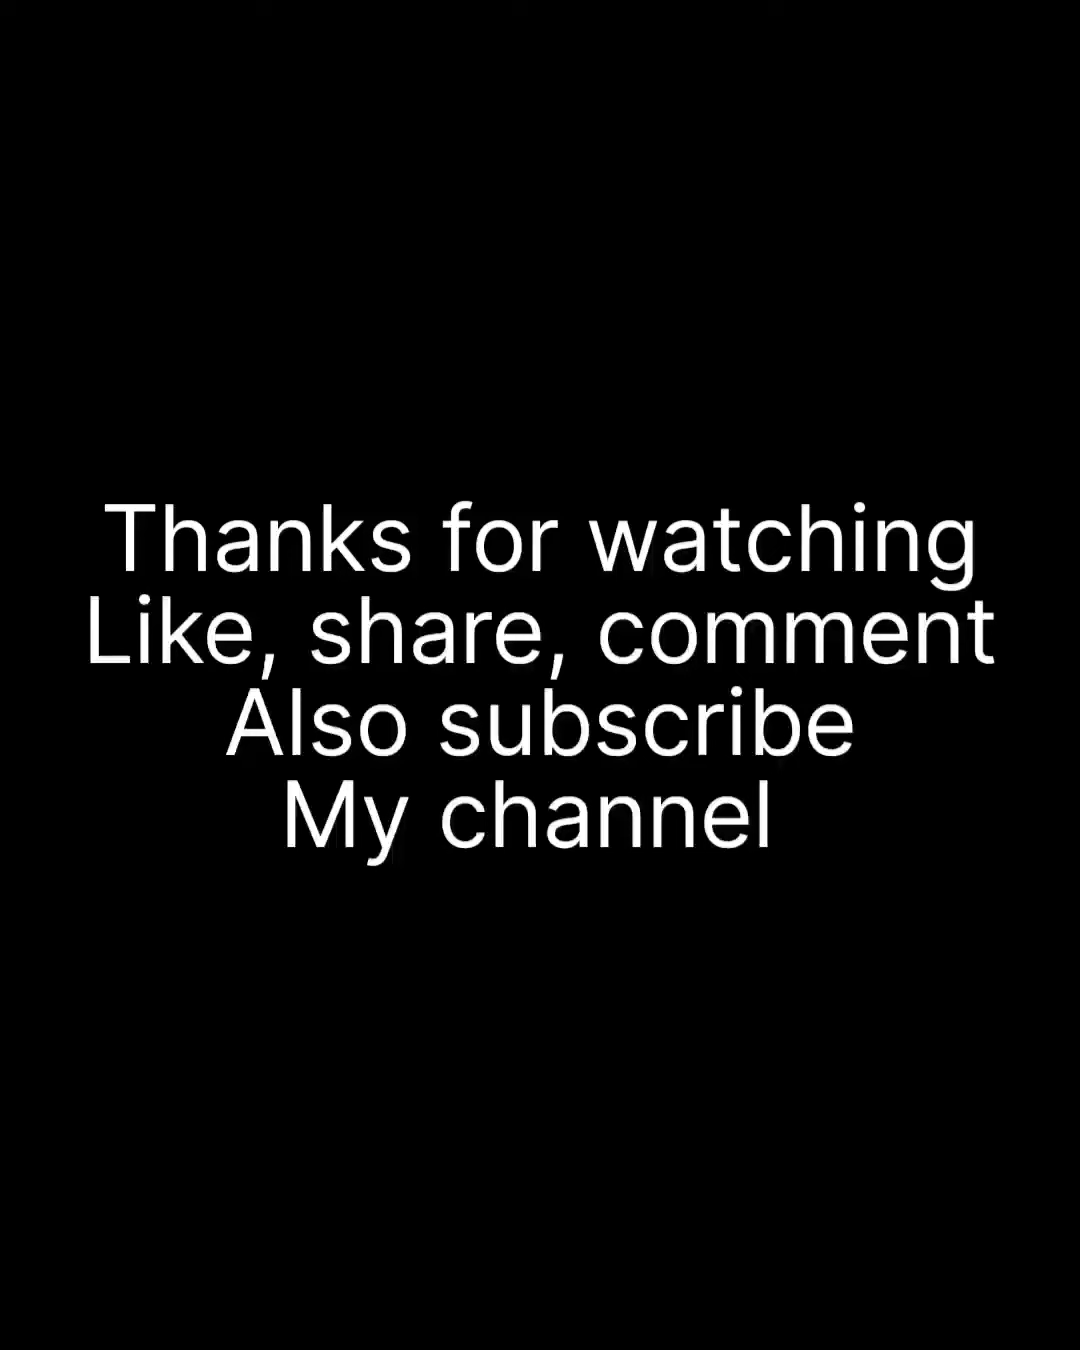 Thanks for watching
Like, share, comment
Also subscribe
My channel